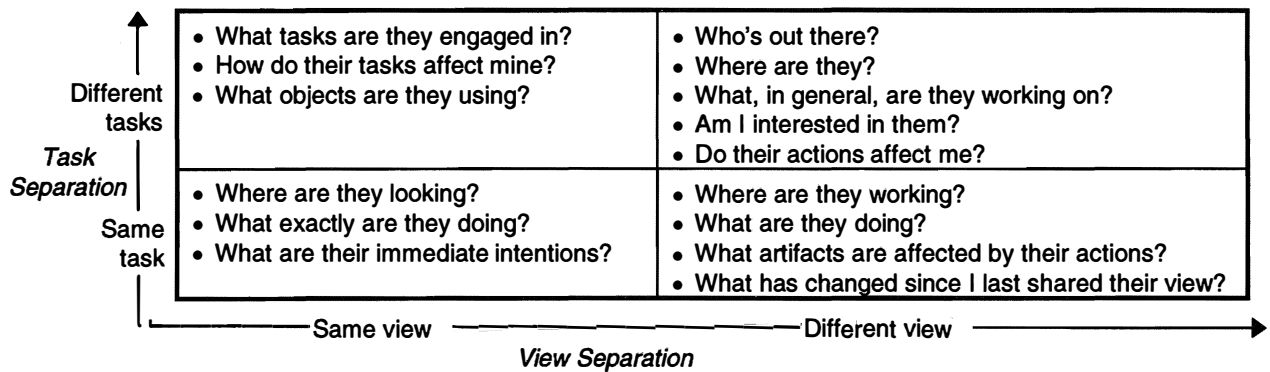 • What tasks are they engaged in?
• How do their tasks affect mine?
• What objects are they using?
• Who's out there?
• Where are they?
• What, in general, are they working on?
• Am I interested in them?
• Do their actions affect me?
Different
tasks
Task
Separation
Same
task
• Where are they looking?
• What exactly are they doing?
• What are their immediate intentions?
• Where are they working?
• What are they doing?
• What artifacts are affected by their actions?
• What has changed since I last shared their view?
Same view
Different view
View Separation